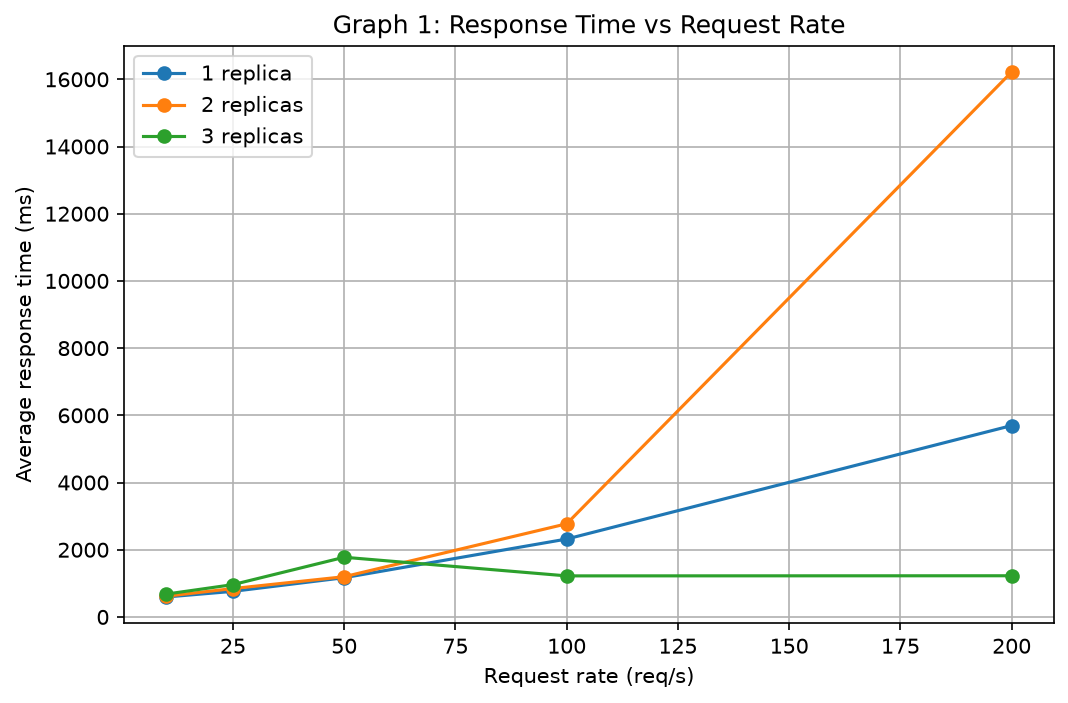 Graph 1: Response Time vs Request Rate
1 replica
2 replicas
3 replicas
Average response time (ms)
16000
14000
12000
10000
8000
6000
4000
2000
0
25 50 75 100 125 150 175 200
Request rate (req/s)